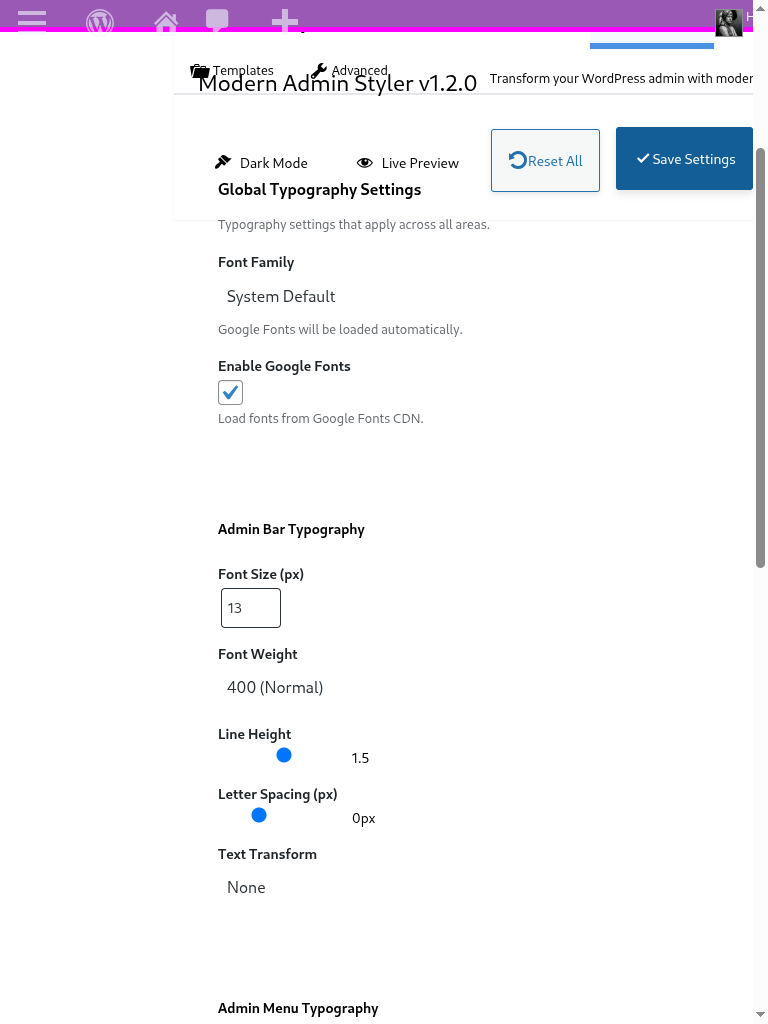 H
Templates
Advanced
Modern Admin Styler v1.2.0
Transform your WordPress admin with moder
Dark Mode
Live Preview
Reset All
Save Settings
Global Typography Settings
Typography settings that apply across all areas.
Font Family
System Default
Google Fonts will be loaded automatically.
Enable Google Fonts
Load fonts from Google Fonts CDN.
Admin Bar Typography
Font Size (px)
13
Font Weight
400 (Normal)
Line Height
1.5
Letter Spacing (px)
0px
Text Transform
None
Admin Menu Typography